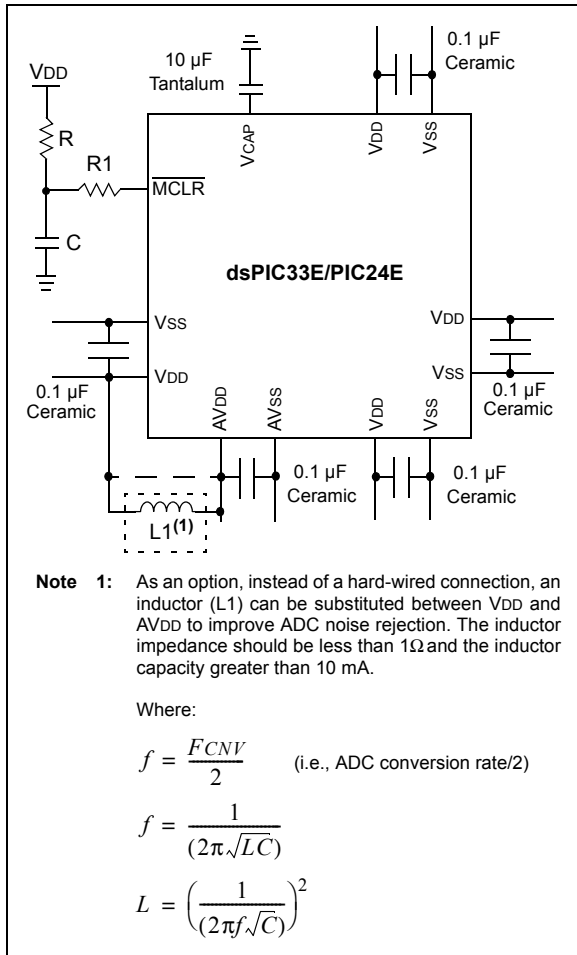 10 µF
Tantalum
0.1 µF
Ceramic
VDD
R
R1
C
VCAP
VDD
VSS
MCLR
dsPIC33E/PIC24E
VSS
VDD
VDD
VSS
0.1 µF
Ceramic
0.1 µF
Ceramic
AVDD
AVSS
VDD
VSS
0.1 µF
Ceramic
0.1 µF
Ceramic
L1(1)
Note 1: As an option, instead of a hard-wired connection, an
inductor (L1) can be substituted between VDD and
AVDD to improve ADC noise rejection. The inductor
impedance should be less than 1Ω and the inductor
capacity greater than 10 mA.
Where:
f = FCNV / 2 (i.e., ADC conversion rate/2)
f = 1 / (2π√LC)
L = (1 / (2πf√C))²